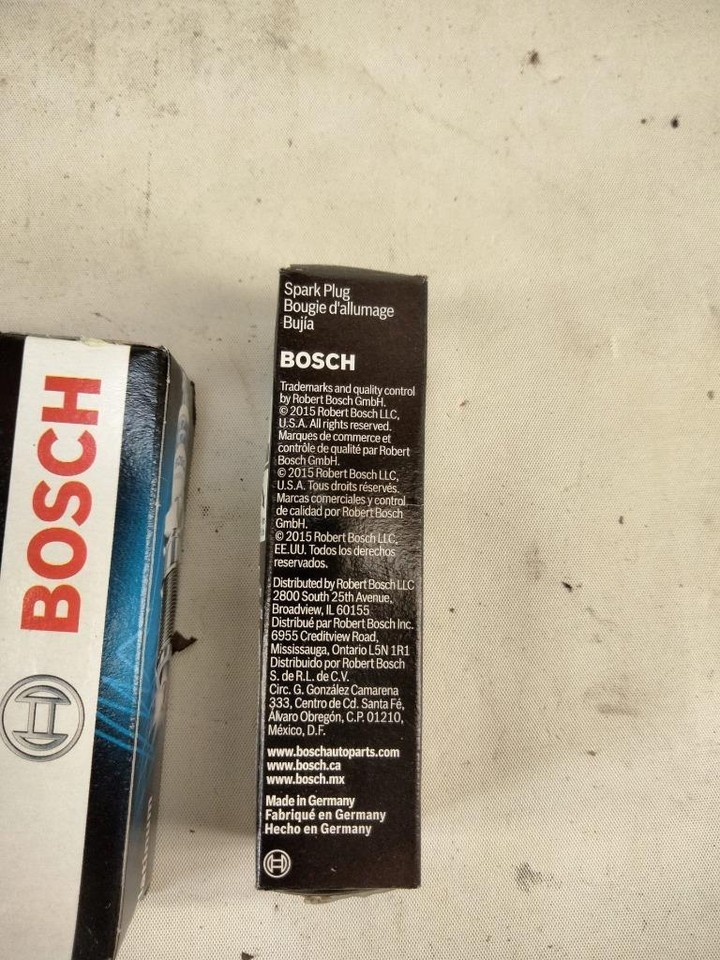 BOSCH
Spark Plug
Bougie d'allumage
Bujía
BOSCH
Trademarks and quality control
by Robert Bosch GmbH.
© 2015 Robert Bosch LLC,
U.S.A. All rights reserved.
Marques de commerce et
contrôle de qualité par Robert
Bosch GmbH.
© 2015 Robert Bosch LLC,
U.S.A. Tous droits réservés.
Marcas comerciales y control
de calidad por Robert Bosch
GmbH.
© 2015 Robert Bosch LLC,
EE.UU. Todos los derechos
reservados.
Distributed by Robert Bosch LLC
2800 South 25th Avenue,
Broadview, IL 60155
Distribué par Robert Bosch Inc.
6955 Creditview Road,
Mississauga, Ontario L5N 1R1
Distribuido por Robert Bosch
S. de R.L. de C.V.
Circ. G. González Camarena
333, Centro de Cd. Santa Fé,
Álvaro Obregón, C.P. 01210,
México, D.F.
www.boschautoparts.com
www.bosch.ca
www.bosch.mx
Made in Germany
Fabriqué en Germany
Hecho en Germany